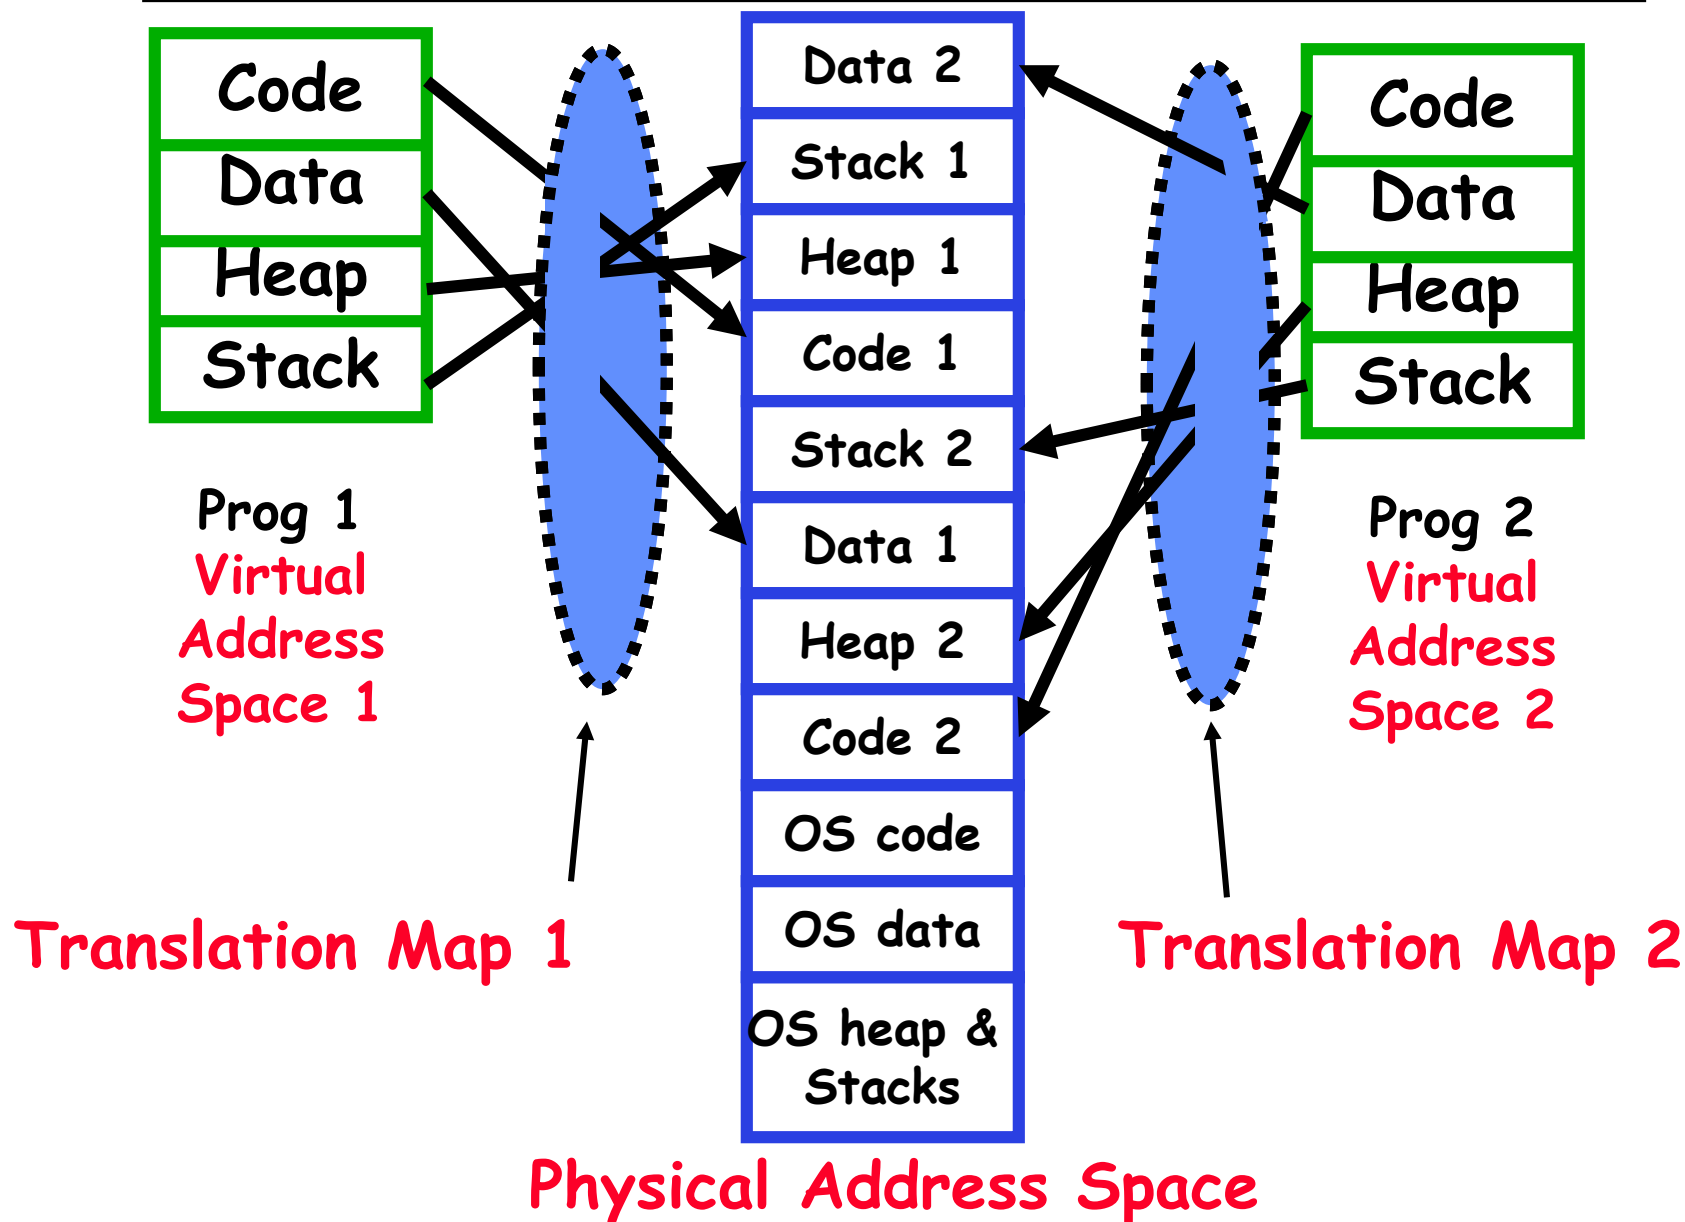 Code
Data
Heap
Stack
Prog 1
Virtual
Address
Space 1
Translation Map 1
Data 2
Stack 1
Heap 1
Code 1
Stack 2
Data 1
Heap 2
Code 2
OS code
OS data
OS heap &
Stacks
Physical Address Space
Code
Data
Heap
Stack
Prog 2
Virtual
Address
Space 2
Translation Map 2